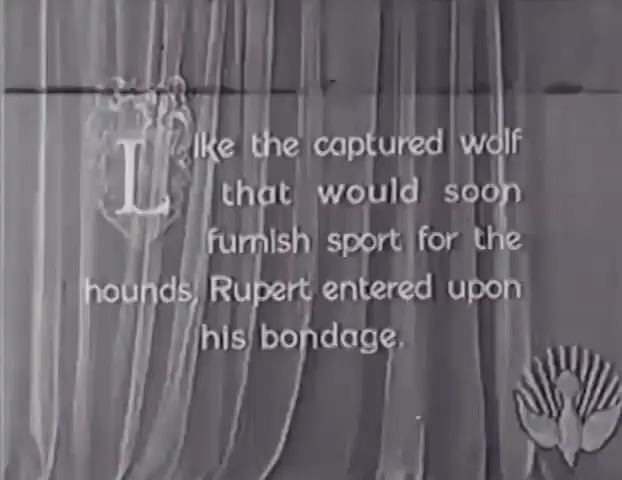 Like the captured wolf
that would soon
furnish sport for the
hounds, Rupert entered upon
his bondage.